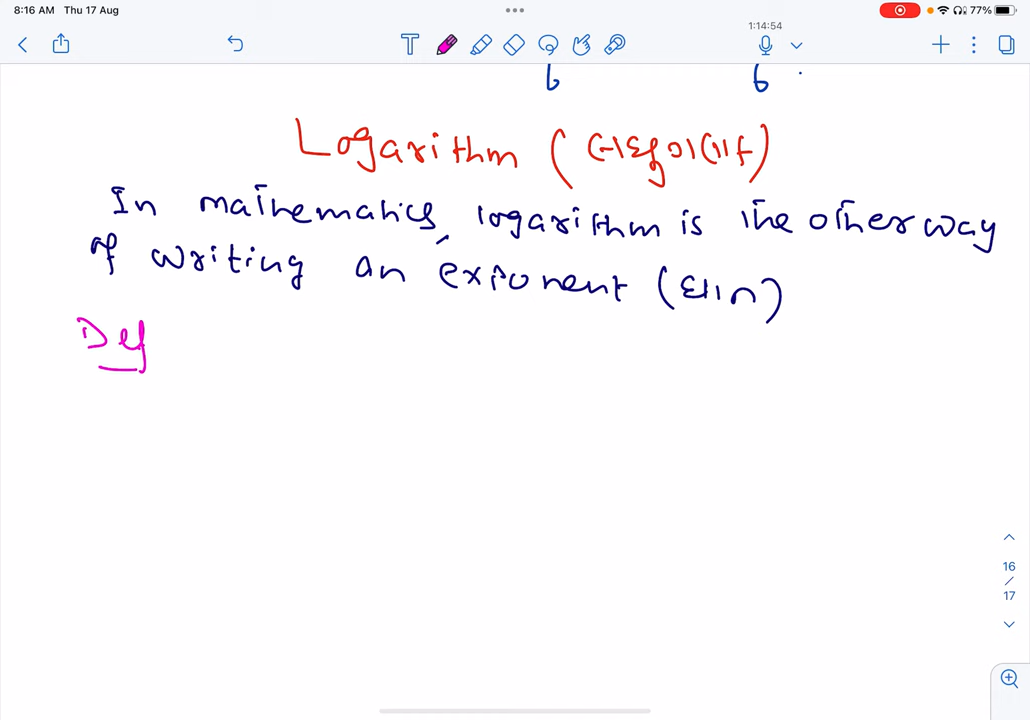 8:16 AM Thu 17 Aug
77%
1:14:54
T
6 6
Logarithm (
In mathematics, logarithm is the other way
of writing an exponent (
Def
16
/
17